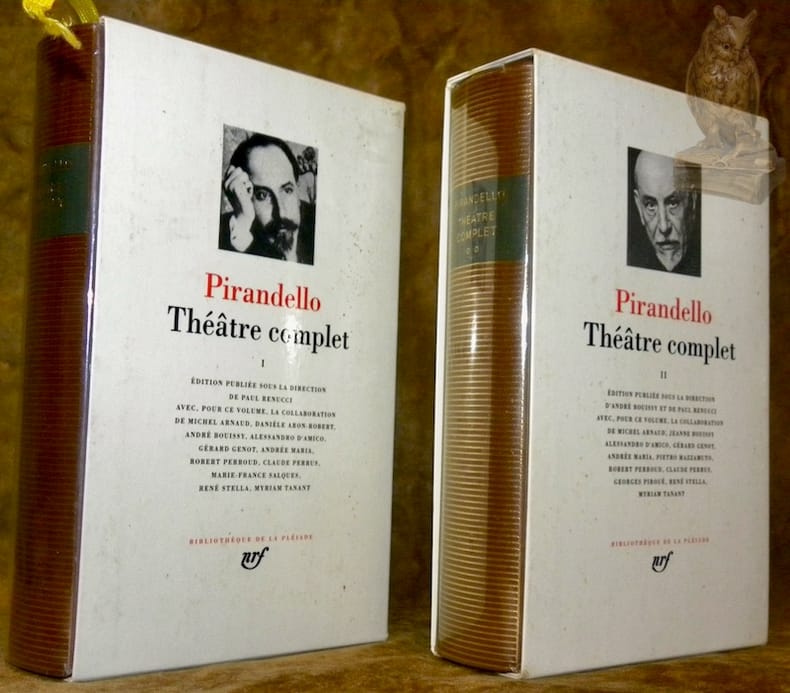 Pirandello
Théâtre complet
I
ÉDITION PUBLIÉE SOUS LA DIRECTION
DE PAUL RENUCCI
AVEC, POUR CE VOLUME, LA COLLABORATION
DE MICHEL ARNAUD, DANIÈLE ARON-ROBERT,
ANDRÉ BOUISSY, ALESSANDRO D'AMICO,
GÉRARD GENOT, ANDRÉE MARIA,
ROBERT PERROUD, CLAUDE PERRUS,
MARIE-FRANCE SALQUES,
RENÉ STELLA, MYRIAM TANANT
BIBLIOTHÈQUE DE LA PLÉIADE
nrf
PIRANDELLO
THÉATRE
COMPLET
Pirandello
Théâtre complet
II
ÉDITION PUBLIÉE SOUS LA DIRECTION
D'ANDRÉ BOUISSY ET DE PAUL RENUCCI
AVEC, POUR CE VOLUME, LA COLLABORATION
DE MICHEL ARNAUD, JEANNE BOUISSY
ALESSANDRO D'AMICO, GÉRARD GENOT,
ANDRÉE MARIA, PIETRO MAZZAMUTO,
ROBERT PERROUD, CLAUDE PERRUS,
GEORGES PIROUÉ, RENÉ STELLA,
MYRIAM TANANT
BIBLIOTHÈQUE DE LA PLÉIADE
nrf